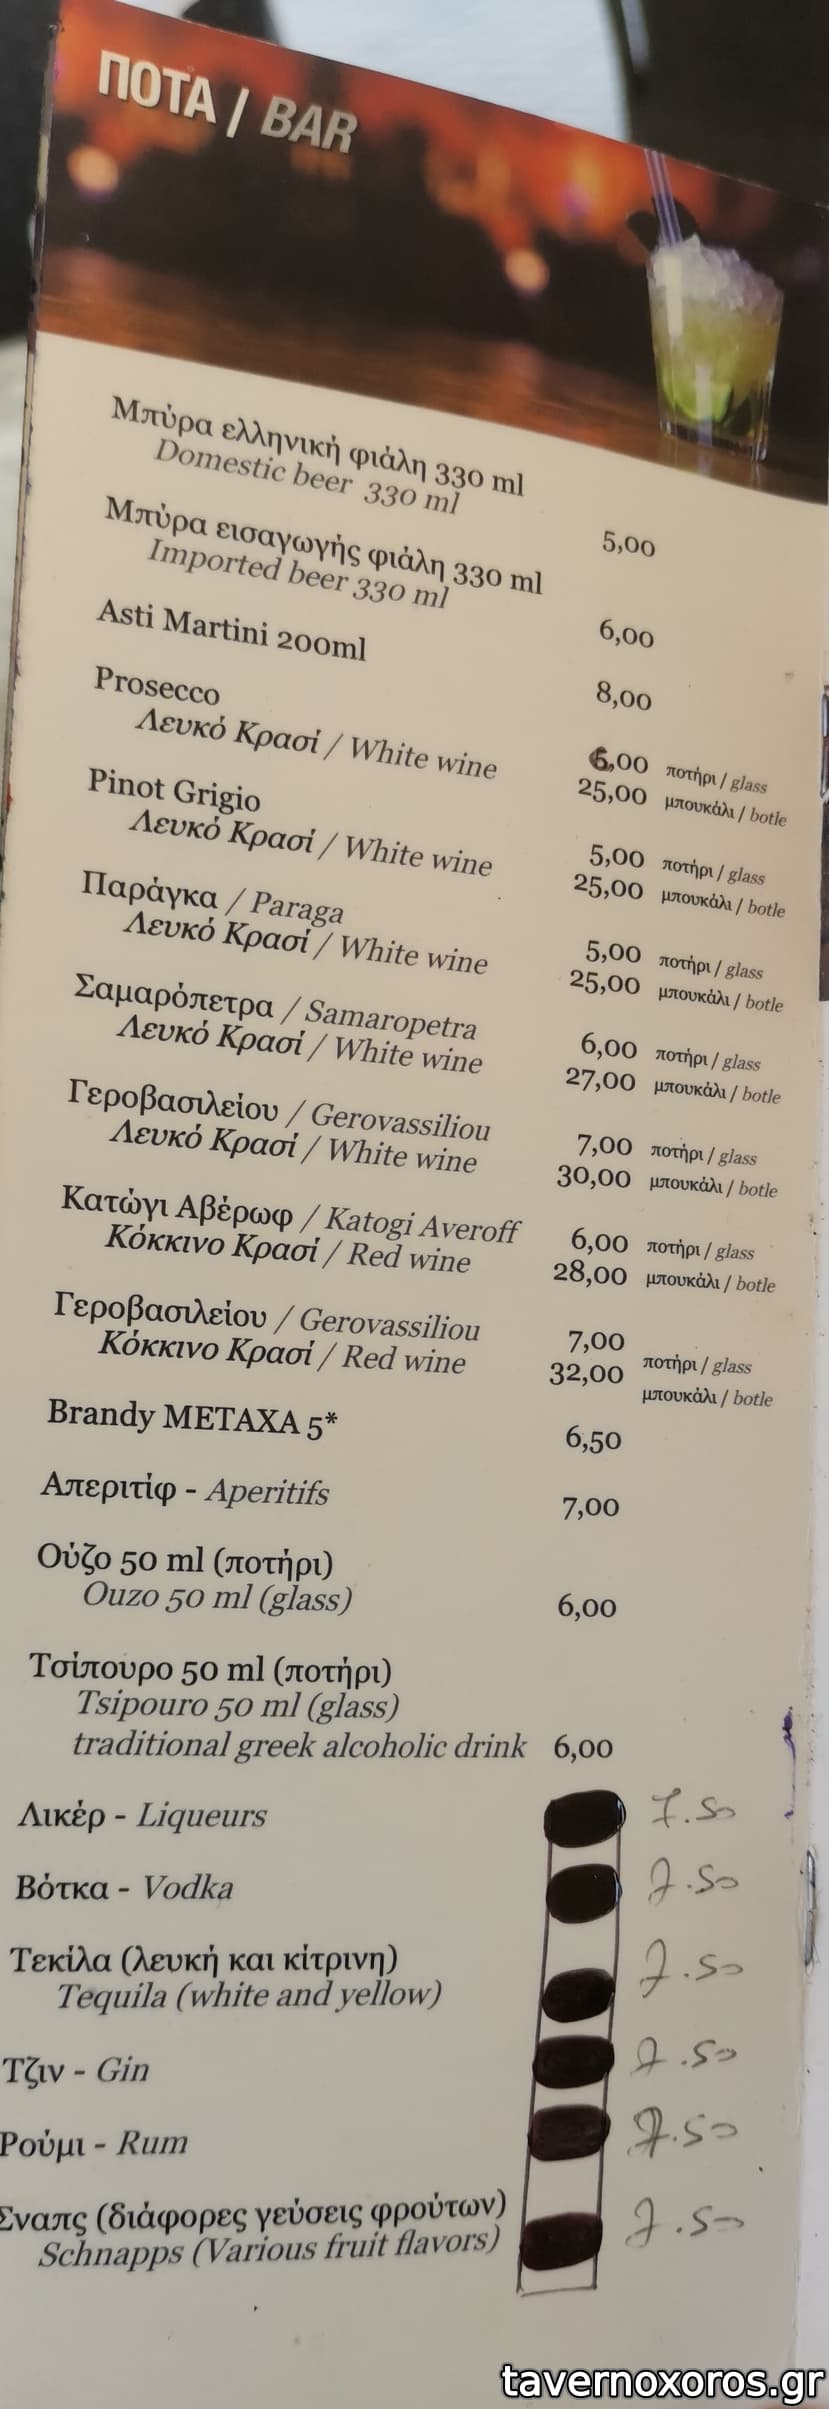 ΠΟΤΑ / BAR
Μπύρα ελληνική φιάλη 330 ml
Domestic beer 330 ml 5,00
Μπύρα εισαγωγής φιάλη 330 ml
Imported beer 330 ml 6,00
Asti Martini 200ml 8,00
Prosecco 6,00 ποτήρι / glass
Λευκό Κρασί / White wine 25,00 μπουκάλι / botle
Pinot Grigio 5,00 ποτήρι / glass
Λευκό Κρασί / White wine 25,00 μπουκάλι / botle
Παράγκα / Paraga 5,00 ποτήρι / glass
Λευκό Κρασί / White wine 25,00 μπουκάλι / botle
Σαμαρόπετρα / Samaropetra 6,00 ποτήρι / glass
Λευκό Κρασί / White wine 27,00 μπουκάλι / botle
Γεροβασιλείου / Gerovassiliou 7,00 ποτήρι / glass
Λευκό Κρασί / White wine 30,00 μπουκάλι / botle
Κατώγι Αβέρωφ / Katogi Averoff 6,00 ποτήρι / glass
Κόκκινο Κρασί / Red wine 28,00 μπουκάλι / botle
Γεροβασιλείου / Gerovassiliou 7,00 ποτήρι / glass
Κόκκινο Κρασί / Red wine 32,00 μπουκάλι / botle
Brandy METAXA 5* 6,50
Απεριτίφ - Aperitifs 7,00
Ούζο 50 ml (ποτήρι)
Ouzo 50 ml (glass) 6,00
Τσίπουρο 50 ml (ποτήρι)
Tsipouro 50 ml (glass)
traditional greek alcoholic drink 6,00
Λικέρ - Liqueurs 7.50
Βότκα - Vodka 7.50
Τεκίλα (λευκή και κίτρινη)
Tequila (white and yellow) 7.50
Τζιν - Gin 7.50
Ρούμι - Rum 7.50
Σναπς (διάφορες γεύσεις φρούτων)
Schnapps (Various fruit flavors) 7.50
tavernoxoros.gr